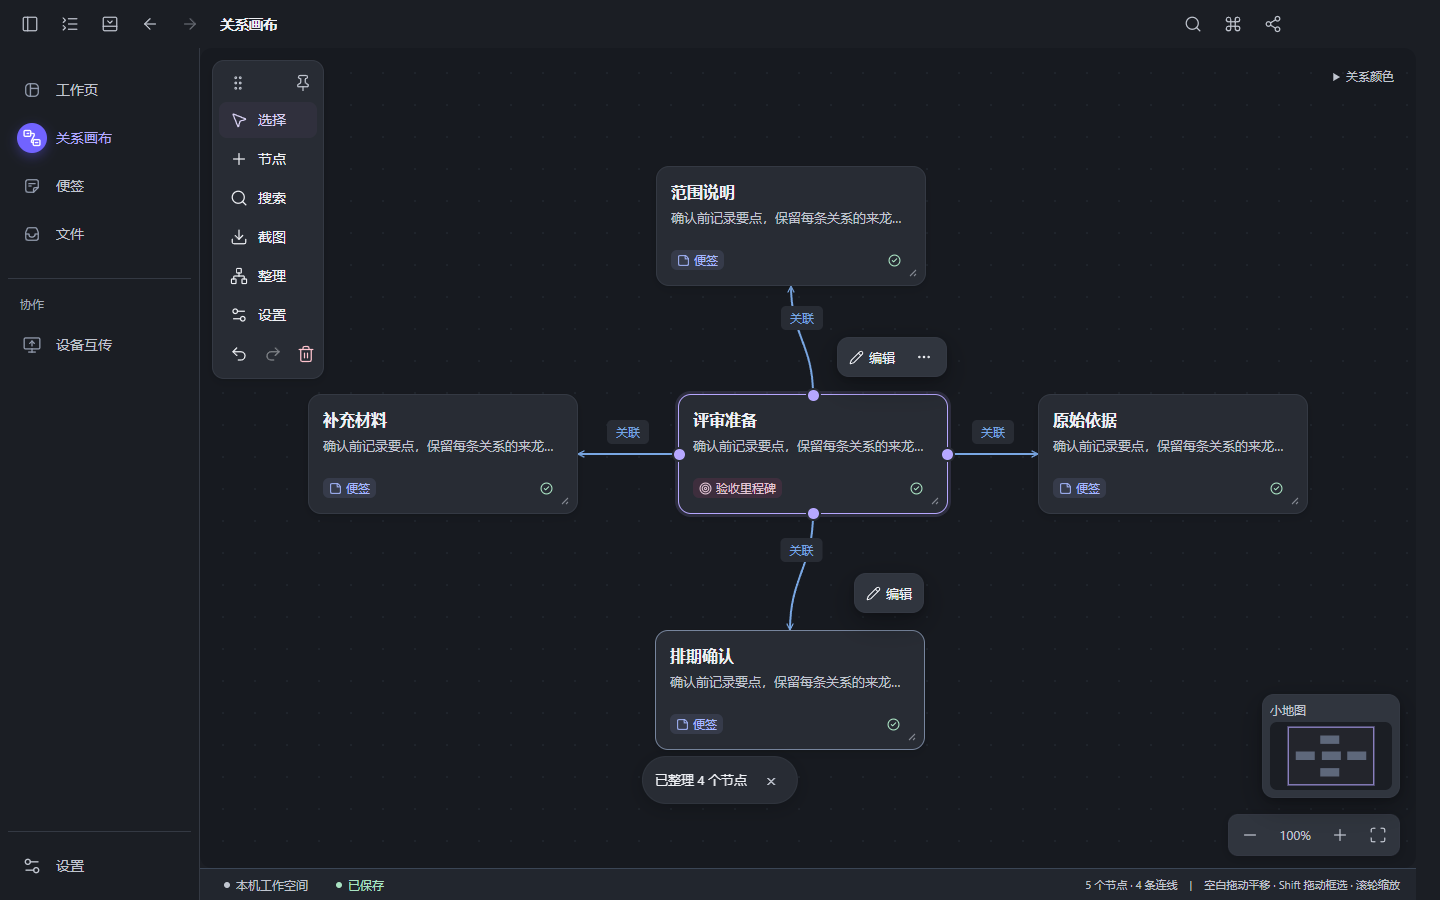 关系画布
工作页
关系画布
便签
文件
协作
设备互传
设置
选择
节点
搜索
截图
整理
设置
关系颜色
范围说明
确认前记录要点，保留每条关系的来龙...
便签
关联
编辑
补充材料
确认前记录要点，保留每条关系的来龙...
便签
关联
评审准备
确认前记录要点，保留每条关系的来龙...
验收里程碑
关联
原始依据
确认前记录要点，保留每条关系的来龙...
便签
关联
编辑
排期确认
确认前记录要点，保留每条关系的来龙...
便签
已整理 4 个节点
小地图
100%
本机工作空间
已保存
5 个节点 · 4 条连线 | 空白拖动平移 · Shift 拖动框选 · 滚轮缩放